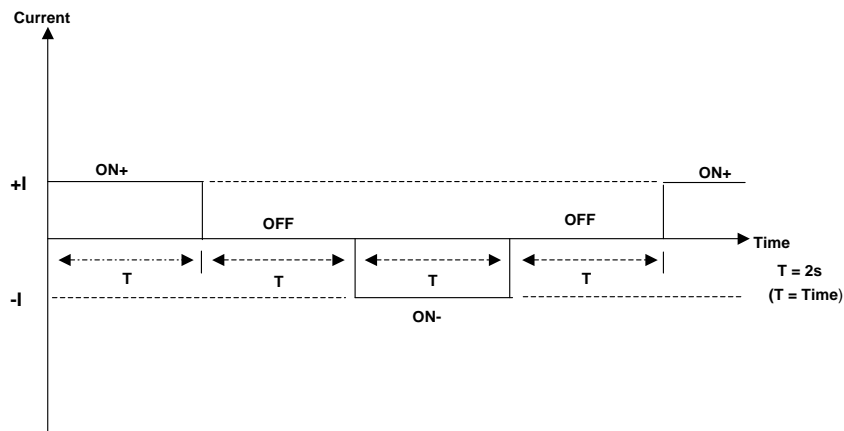 Current
ON+
ON+
+I
OFF
OFF
Time
T
T
T
T
T = 2s
-I
(T = Time)
ON-